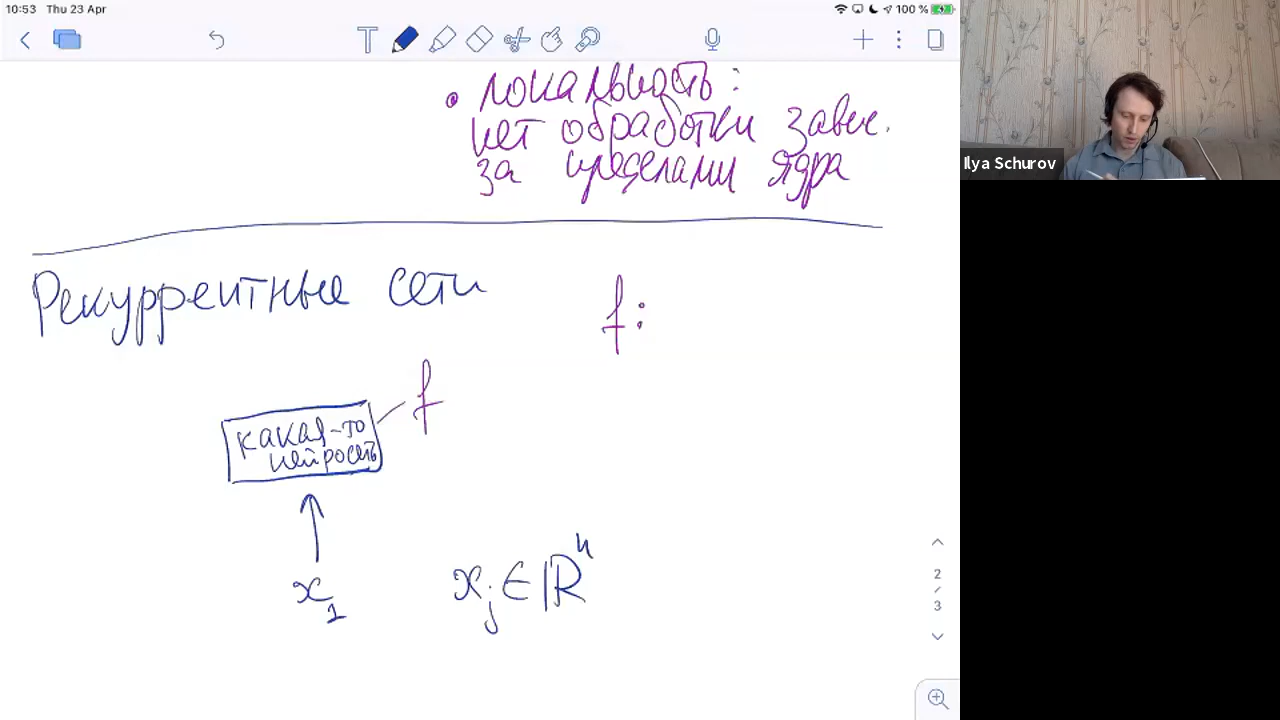 10:53 Thu 23 Apr
100 %
T
• локальность:
нет обработки завис.
за пределами ядра
Ilya Schurov
Рекуррентные сети
f:
f
какая-то
нейросеть
x₁
xⱼ ∈ ℝⁿ
2
/
3